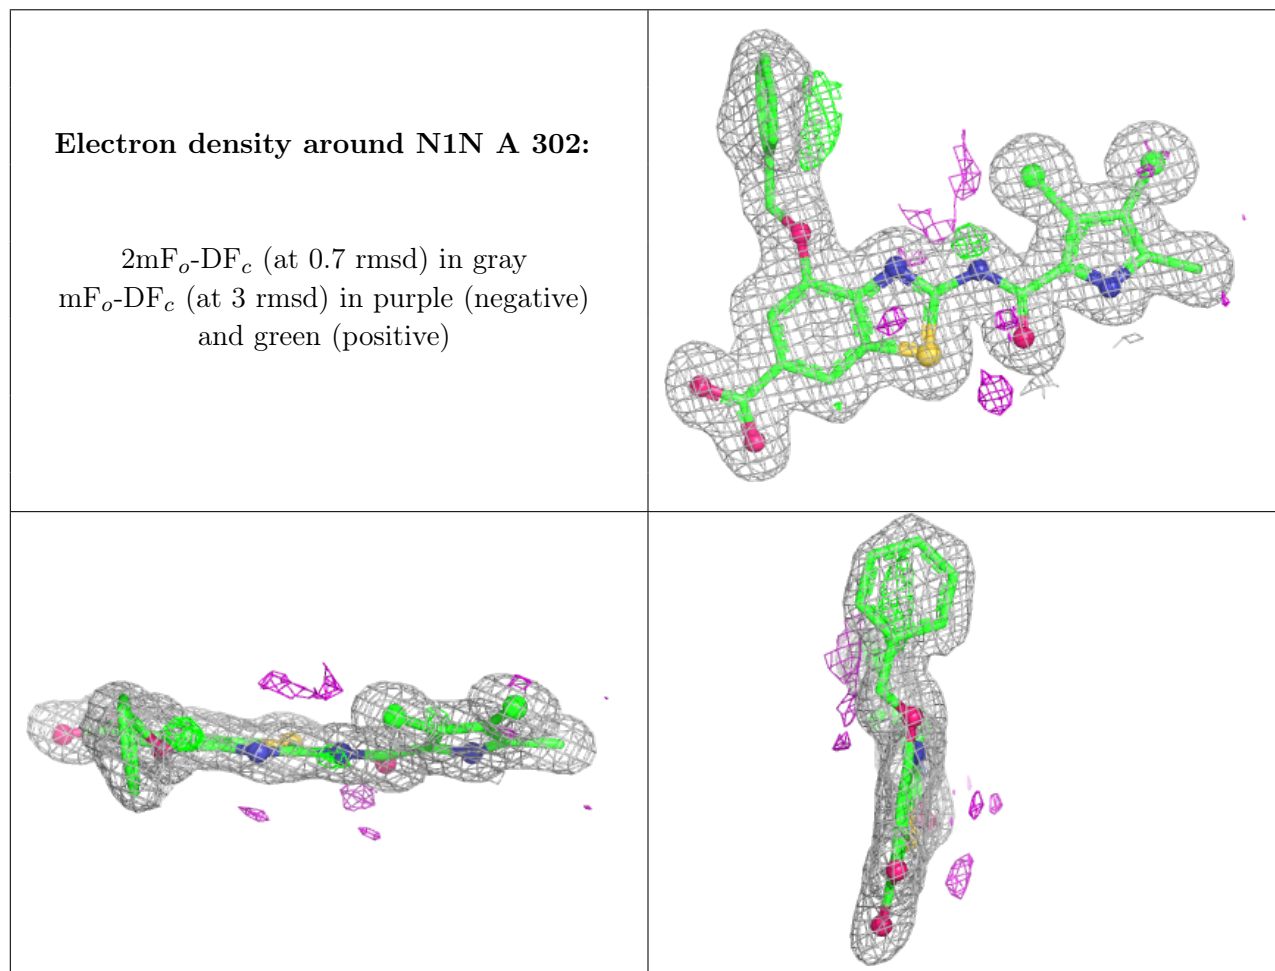 Electron density around N1N A 302:
2mFo-DFc (at 0.7 rmsd) in gray
mFo-DFc (at 3 rmsd) in purple (negative)
and green (positive)